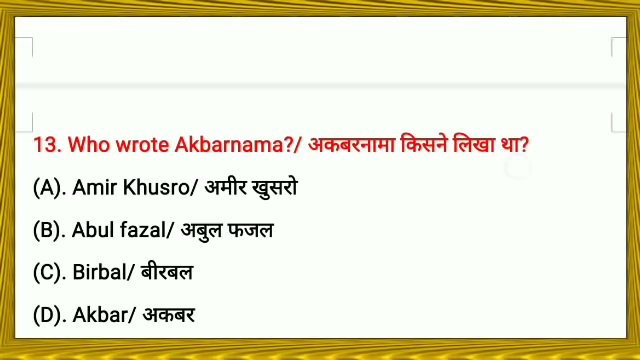 13. Who wrote Akbarnama?/ अकबरनामा किसने लिखा था?
(A). Amir Khusro/ अमीर खुसरो
(B). Abul fazal/ अबुल फजल
(C). Birbal/ बीरबल
(D). Akbar/ अकबर